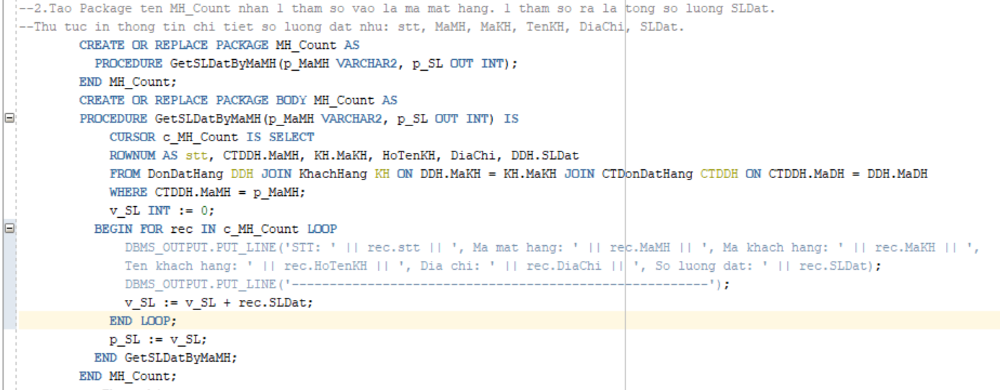 --2.Tao Package ten MH_Count nhan 1 tham so vao la ma mat hang. 1 tham so ra la tong so luong SLDat.
--Thu tuc in thong tin chi tiet so luong dat nhu: stt, MaMH, MaKH, TenKH, DiaChi, SLDat.
CREATE OR REPLACE PACKAGE MH_Count AS
PROCEDURE GetSLDatByMaMH(p_MaMH VARCHAR2, p_SL OUT INT);
END MH_Count;
CREATE OR REPLACE PACKAGE BODY MH_Count AS
PROCEDURE GetSLDatByMaMH(p_MaMH VARCHAR2, p_SL OUT INT) IS
CURSOR c_MH_Count IS SELECT
ROWNUM AS stt, CTDDH.MaMH, KH.MaKH, HoTenKH, DiaChi, DDH.SLDat
FROM DonDatHang DDH JOIN KhachHang KH ON DDH.MaKH = KH.MaKH JOIN CTDonDatHang CTDDH ON CTDDH.MaDH = DDH.MaDH
WHERE CTDDH.MaMH = p_MaMH;
v_SL INT := 0;
BEGIN FOR rec IN c_MH_Count LOOP
DBMS_OUTPUT.PUT_LINE('STT: ' || rec.stt || ', Ma mat hang: ' || rec.MaMH || ', Ma khach hang: ' || rec.MaKH || ',
Ten khach hang: ' || rec.HoTenKH || ', Dia chi: ' || rec.DiaChi || ', So luong dat: ' || rec.SLDat);
DBMS_OUTPUT.PUT_LINE('-------------------------------------------------------');
v_SL := v_SL + rec.SLDat;
END LOOP;
p_SL := v_SL;
END GetSLDatByMaMH;
END MH_Count;